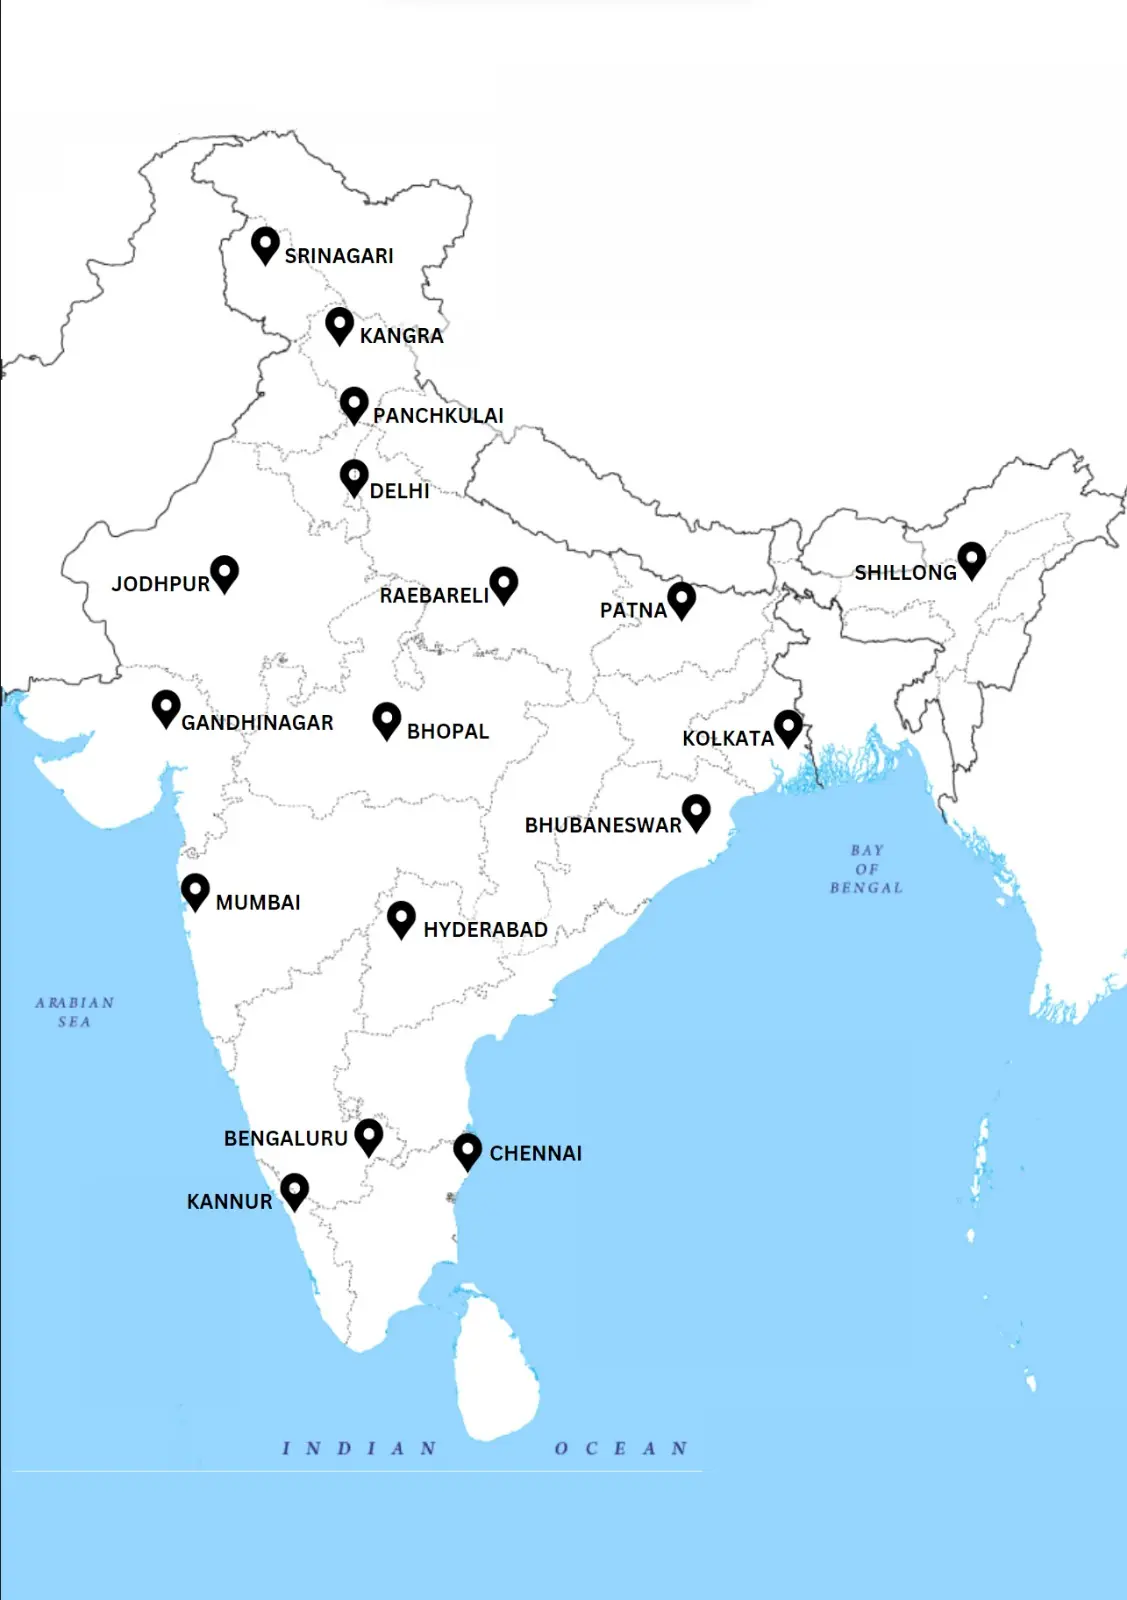 SRINAGARI
KANGRA
PANCHKULAI
DELHI
SHILLONG
JODHPUR
RAEBARELI
PATNA
GANDHINAGAR
BHOPAL
KOLKATA
BHUBANESWAR
BAY
OF
BENGAL
MUMBAI
HYDERABAD
ARABIAN
SEA
BENGALURU
CHENNAI
KANNUR
INDIAN OCEAN